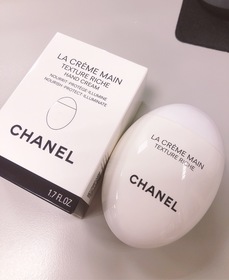 LA CRÈME MAIN
TEXTURE RICHE
HAND CREAM
NOURRIT-PROTÈGE-ILLUMINE
NOURISH-PROTECT-ILLUMINATE
CHANEL
1.7 FL.OZ.
LA CRÈME MAIN
TEXTURE RICHE
CHANEL